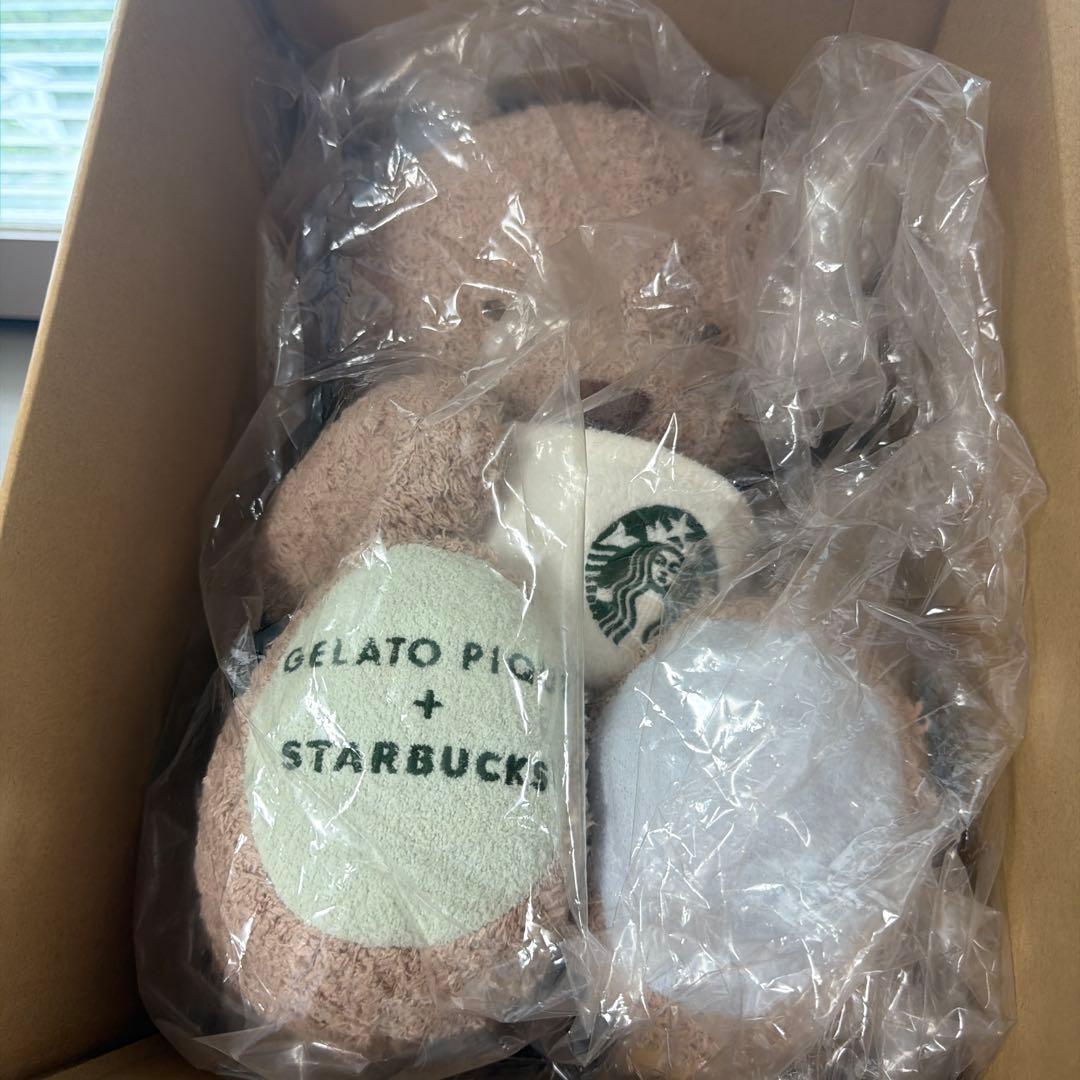 GELATO PIQU
+
STARBUCKS